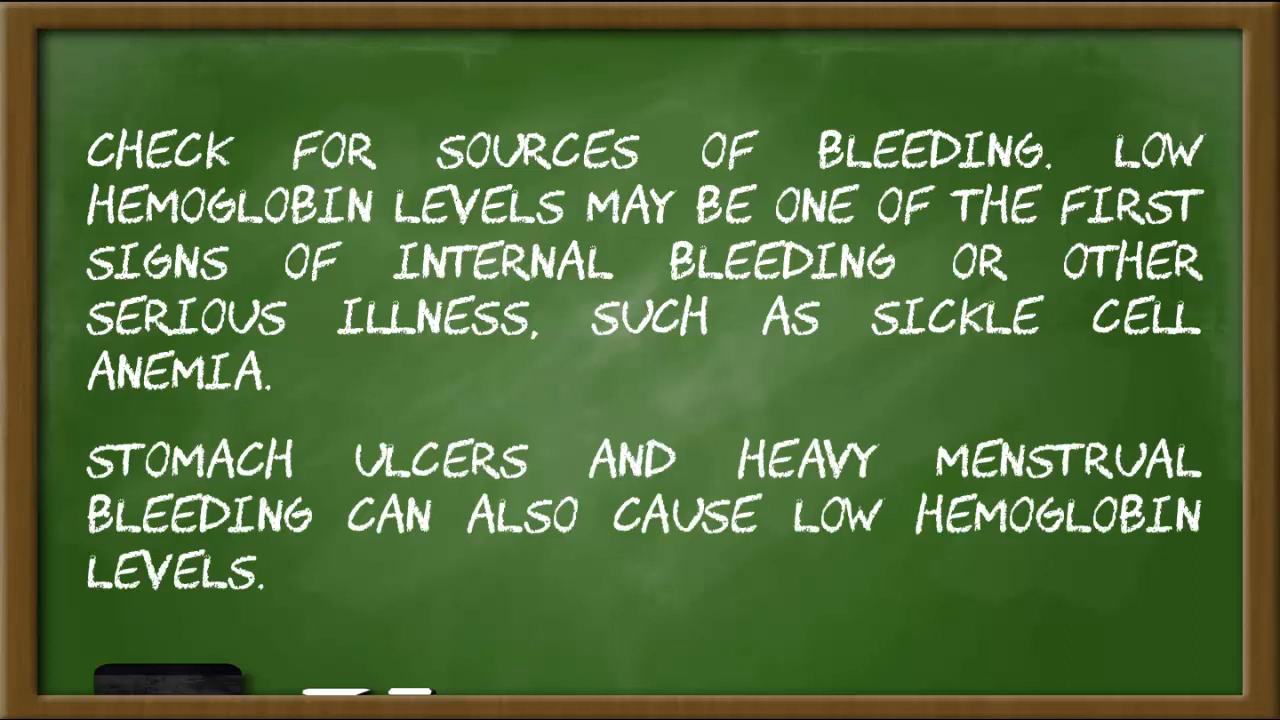 CHECK FOR SOURCES OF BLEEDING. LOW
HEMOGLOBIN LEVELS MAY BE ONE OF THE FIRST
SIGNS OF INTERNAL BLEEDING OR OTHER
SERIOUS ILLNESS, SUCH AS SICKLE CELL
ANEMIA.
STOMACH ULCERS AND HEAVY MENSTRUAL
BLEEDING CAN ALSO CAUSE LOW HEMOGLOBIN
LEVELS.